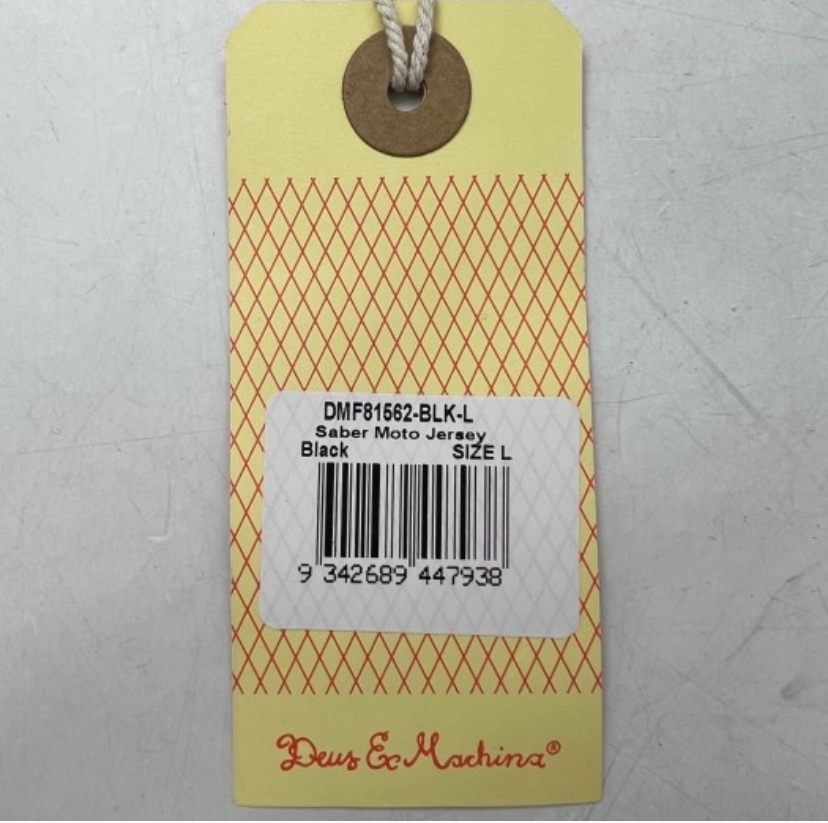 DMF81562-BLK-L
Saber Moto Jersey
Black SIZE L
9 342689 447938
Deus Ex Machina®